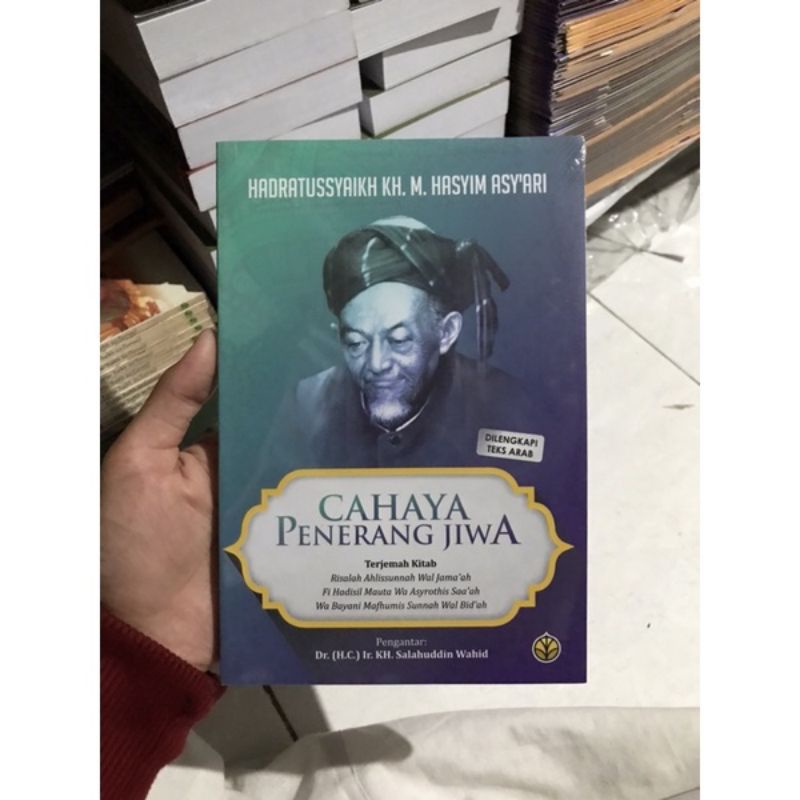 HADRATUSSYAIKH KH. M. HASYIM ASY'ARI
DILENGKAPI
TEKS ARAB
CAHAYA
PENERANG JIWA
Terjemah Kitab
Risalah Ahlissunnah Wal Jama'ah
Fi Hadisil Mauta Wa Asyrothis Saa'ah
Wa Bayani Mafhumis Sunnah Wal Bid'ah
Pengantar:
Dr. (H.C.) Ir. KH. Salahuddin Wahid